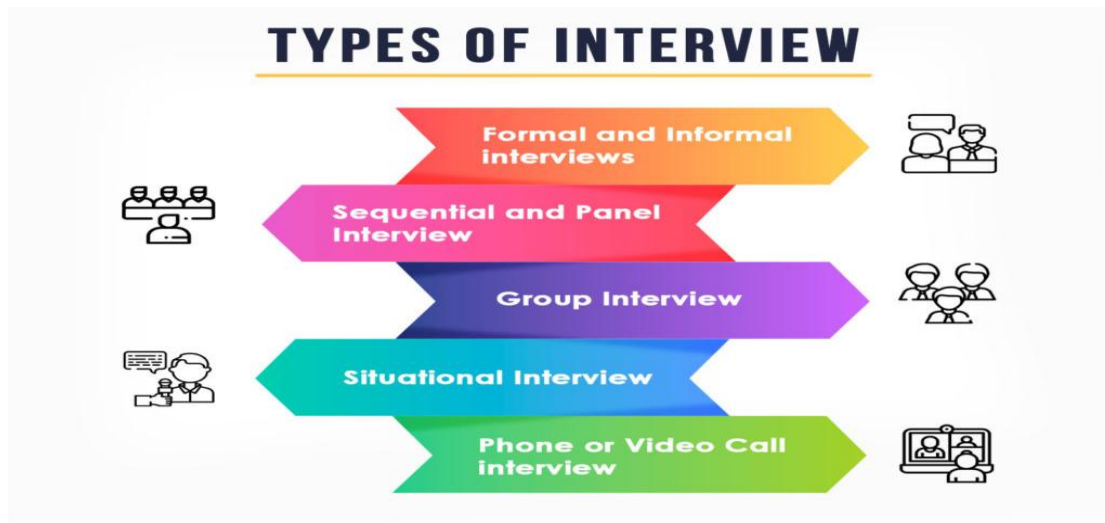 TYPES OF INTERVIEW
Formal and Informal
interviews
Sequential and Panel
Interview
Group Interview
Situational Interview
Phone or Video Call
interview